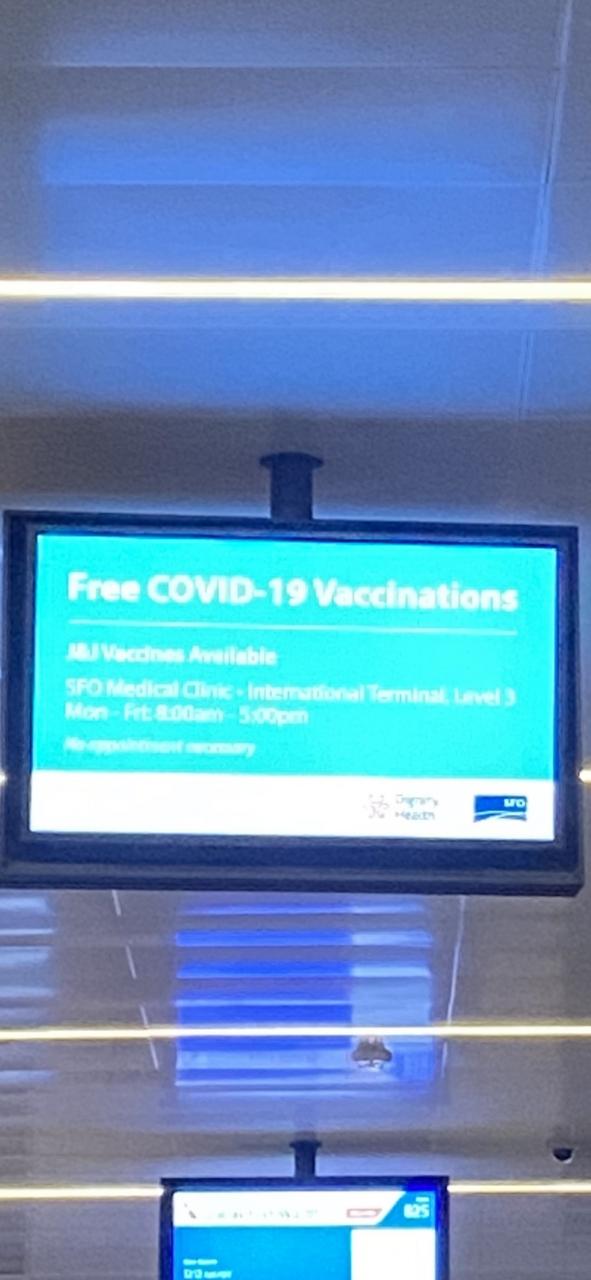 Free COVID-19 Vaccinations
J&J Vaccines Available
SFO Medical Clinic - International Terminal, Level 3
Mon - Fri: 8:00am - 5:00pm
No appointment necessary
Dignity
Health
SFO
B25